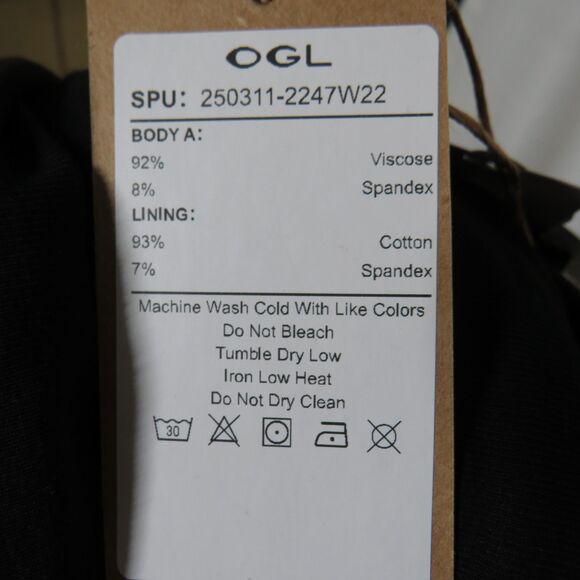 OGL
SPU: 250311-2247W22
BODY A:
92% Viscose
8% Spandex
LINING:
93% Cotton
7% Spandex
Machine Wash Cold With Like Colors
Do Not Bleach
Tumble Dry Low
Iron Low Heat
Do Not Dry Clean
30